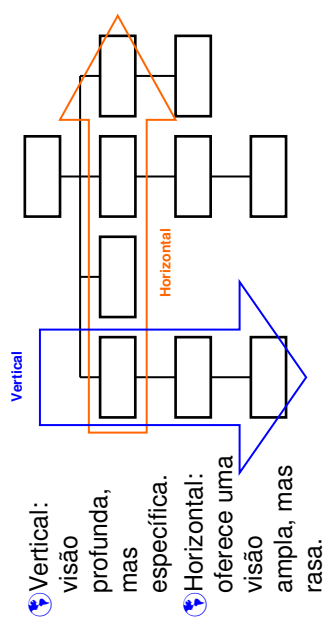 Vertical:
visão
profunda,
mas
específica.
Horizontal:
oferece uma
visão
ampla, mas
rasa.
Vertical
Horizontal